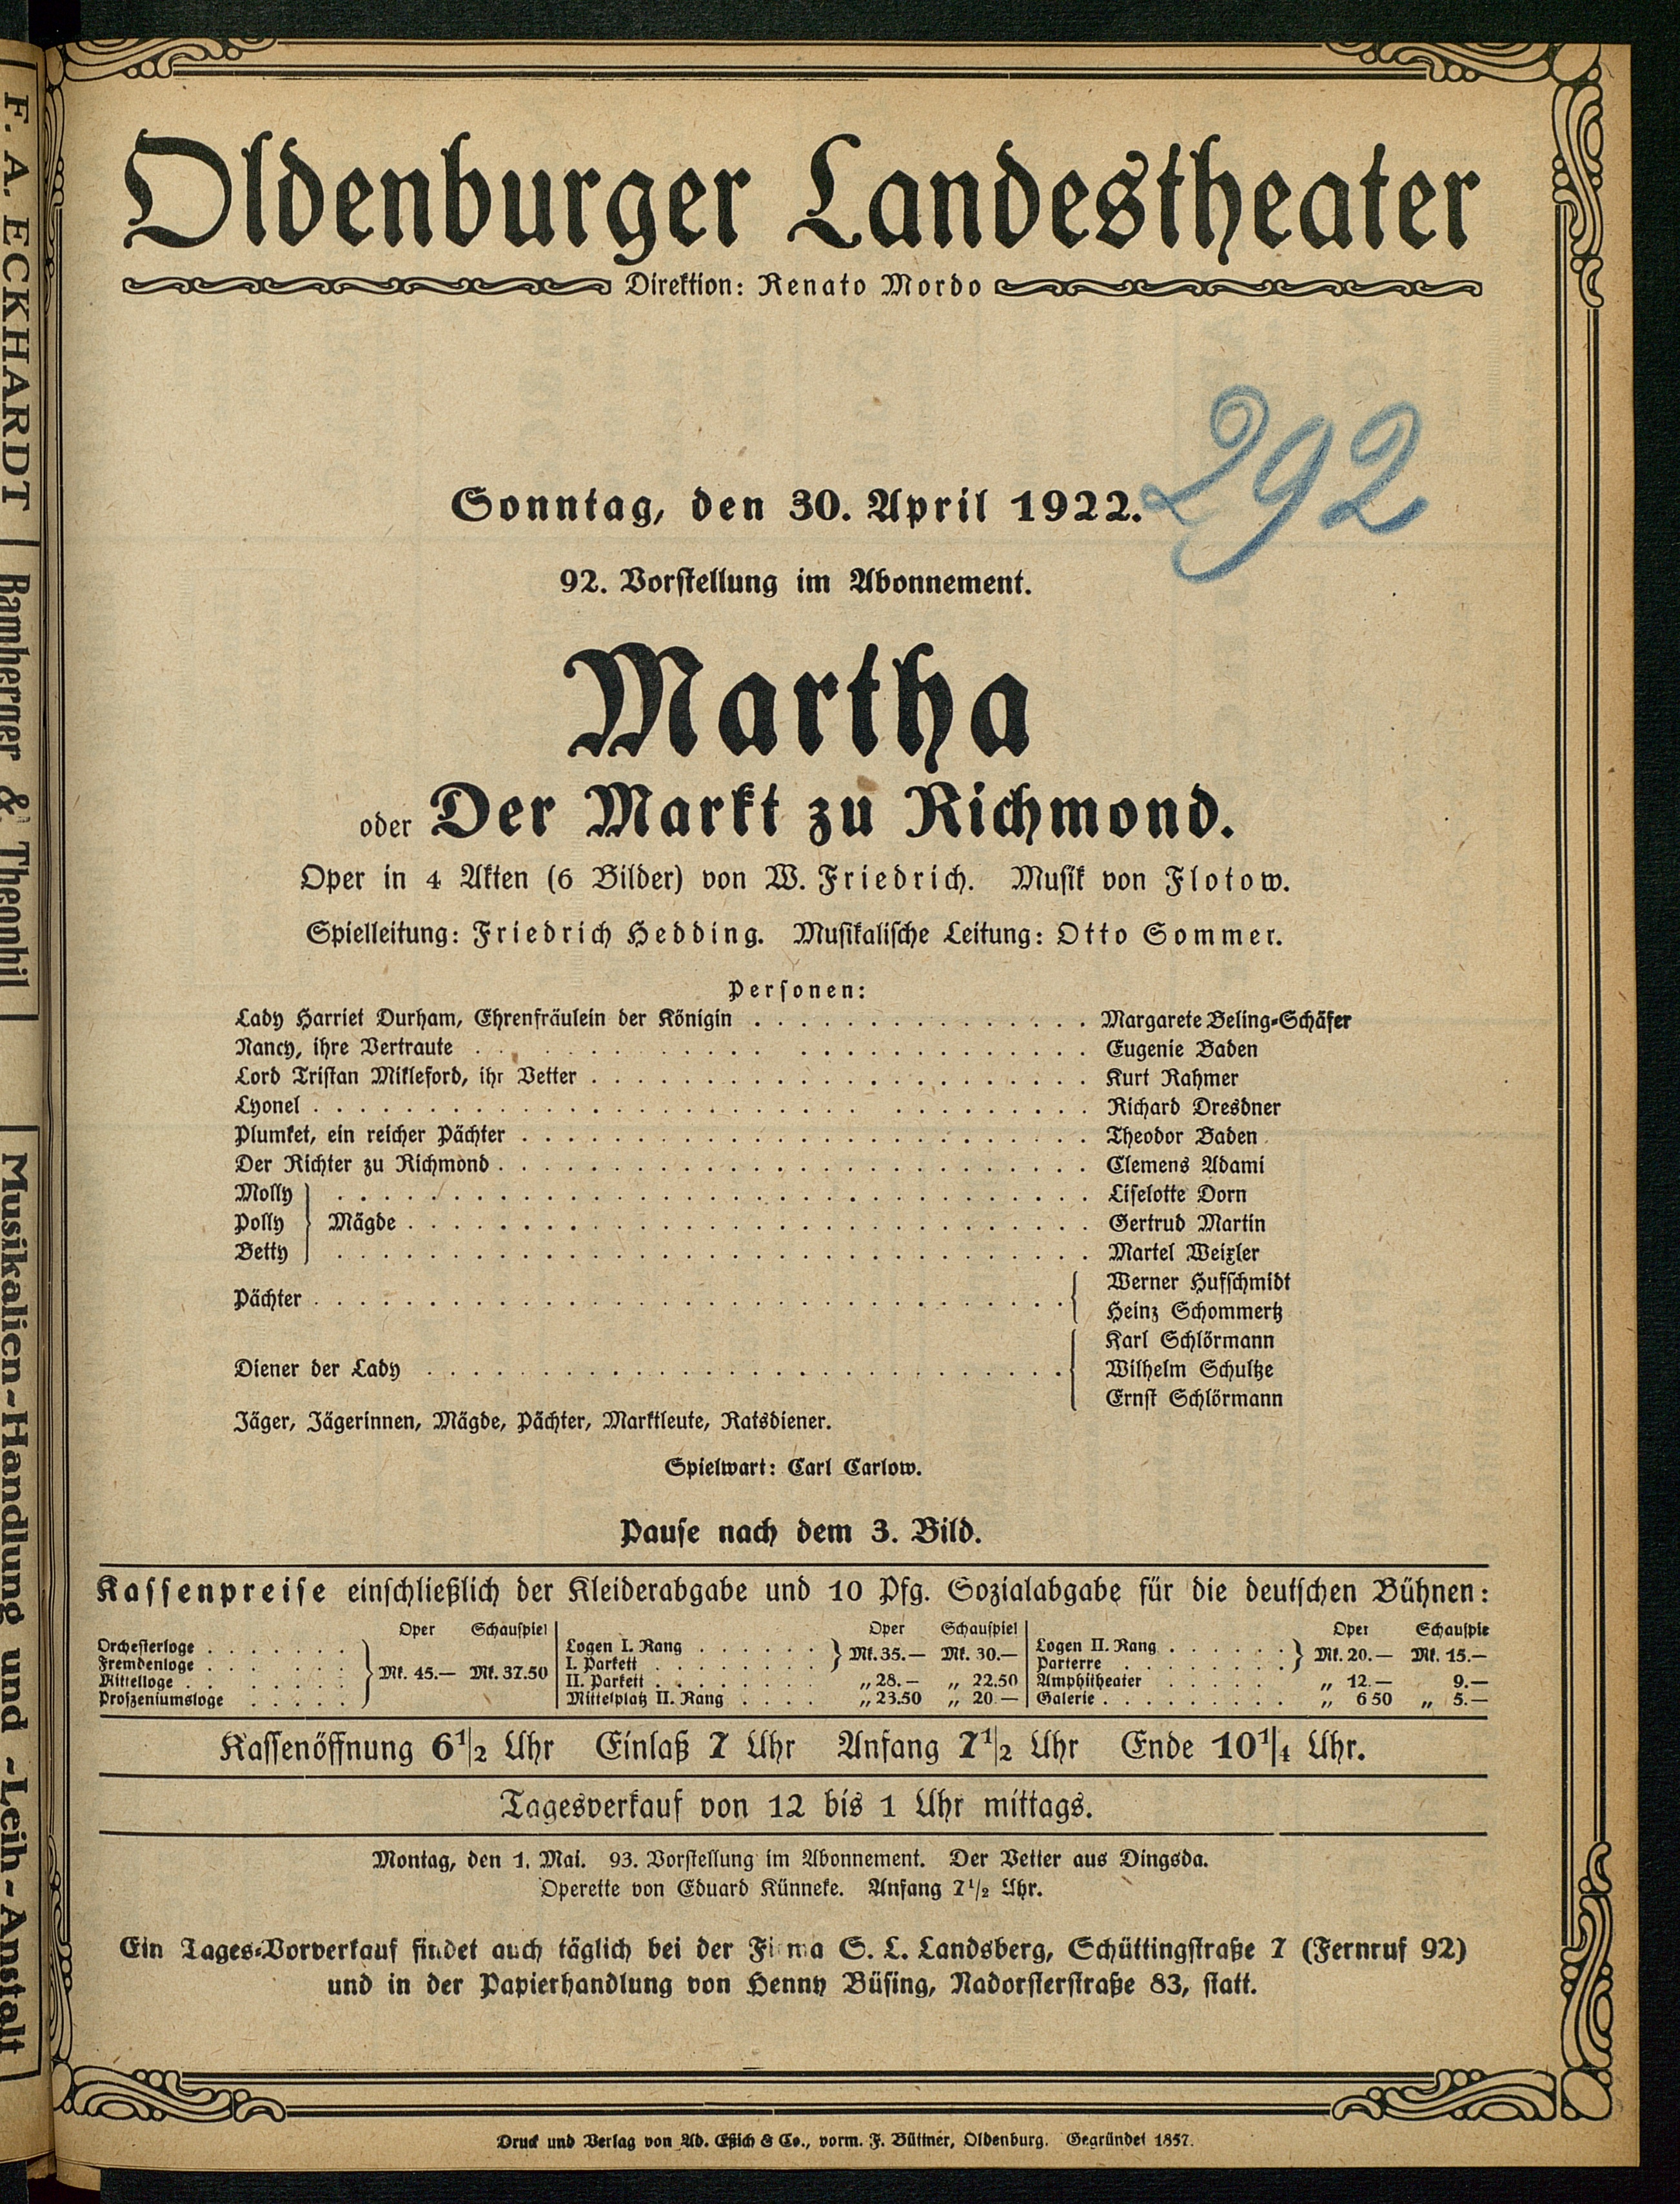 Oldenburger Landestheater
Direktion: Renato Mordo
292
Sonntag, den 30. April 1922.
92. Vorstellung im Abonnement.
Martha
oder Der Markt zu Richmond.
Oper in 4 Akten (6 Bilder) von W. Friedrich. Musik von Flotow.
Spielleitung: Friedrich Hedding. Musikalische Leitung: Otto Sommer.
Personen:
Lady Harriet Durham, Ehrenfräulein der Königin . . . . . . . . . . . . Margarete Beling-Schäfer
Nancy, ihre Vertraute . . . . . . . . . . . . Eugenie Baden
Lord Tristan Mikleford, ihr Vetter . . . . . . . . . . . . Kurt Rahmer
Lyonel . . . . . . . . . . . . Richard Dresdner
Plumket, ein reicher Pächter . . . . . . . . . . . . Theodor Baden
Der Richter zu Richmond . . . . . . . . . . . . Clemens Adami
Molly . . . . . . . . . . . . Liselotte Dorn
Polly } Mägde . . . . . . . . . . . . Gertrud Martin
Betty . . . . . . . . . . . . Martel Weixler
Pächter . . . . . . . . . . . . { Werner Hufschmidt
Heinz Schommertz
Karl Schlörmann
Diener der Lady . . . . . . . . . . . . { Wilhelm Schultze
Ernst Schlörmann
Jäger, Jägerinnen, Mägde, Pächter, Marktleute, Ratsdiener.
Spielwart: Carl Carlow.
Pause nach dem 3. Bild.
Kassenpreise einschließlich der Kleiderabgabe und 10 Pfg. Sozialabgabe für die deutschen Bühnen:
Oper Schauspiel
Orchesterloge . . . . . .
Fremdenloge . . . . . .
Mittelloge . . . . . .
Proszeniumsloge . . . . .
} Mk. 45.— Mk. 37.50
Oper Schauspiel
Logen I. Rang . . . . . .
I. Parkett . . . . . . .
} Mk. 35.— Mk. 30.—
II. Parkett . . . . . . . „ 28.— „ 22.50
Mittelplatz II. Rang . . . . „ 23.50 „ 20.—
Oper Schauspie
Logen II. Rang . . . . . .
Parterre . . . . . . .
} Mk. 20.— Mk. 15.—
Amphitheater . . . . . . „ 12.— 9.—
Galerie . . . . . . . . „ 6 50 „ 5.—
Kassenöffnung 6 1/2 Uhr Einlaß 7 Uhr Anfang 7 1/2 Uhr Ende 10 1/4 Uhr.
Tagesverkauf von 12 bis 1 Uhr mittags.
Montag, den 1. Mai. 93. Vorstellung im Abonnement. Der Vetter aus Dingsda.
Operette von Eduard Künneke. Anfang 7 1/2 Uhr.
Ein Tages-Vorverkauf findet auch täglich bei der Firma S. L. Landsberg, Schüttingstraße 7 (Fernruf 92)
und in der Papierhandlung von Henny Büsing, Nadorsterstraße 83, statt.
Druck und Verlag von Ad. Eßich & Co., vorm. F. Büttner, Oldenburg. Gegründet 1857.
F. A. ECKHARDT
Bamberger & Theophil
Musikalien-Handlung und -Leih-Anstalt